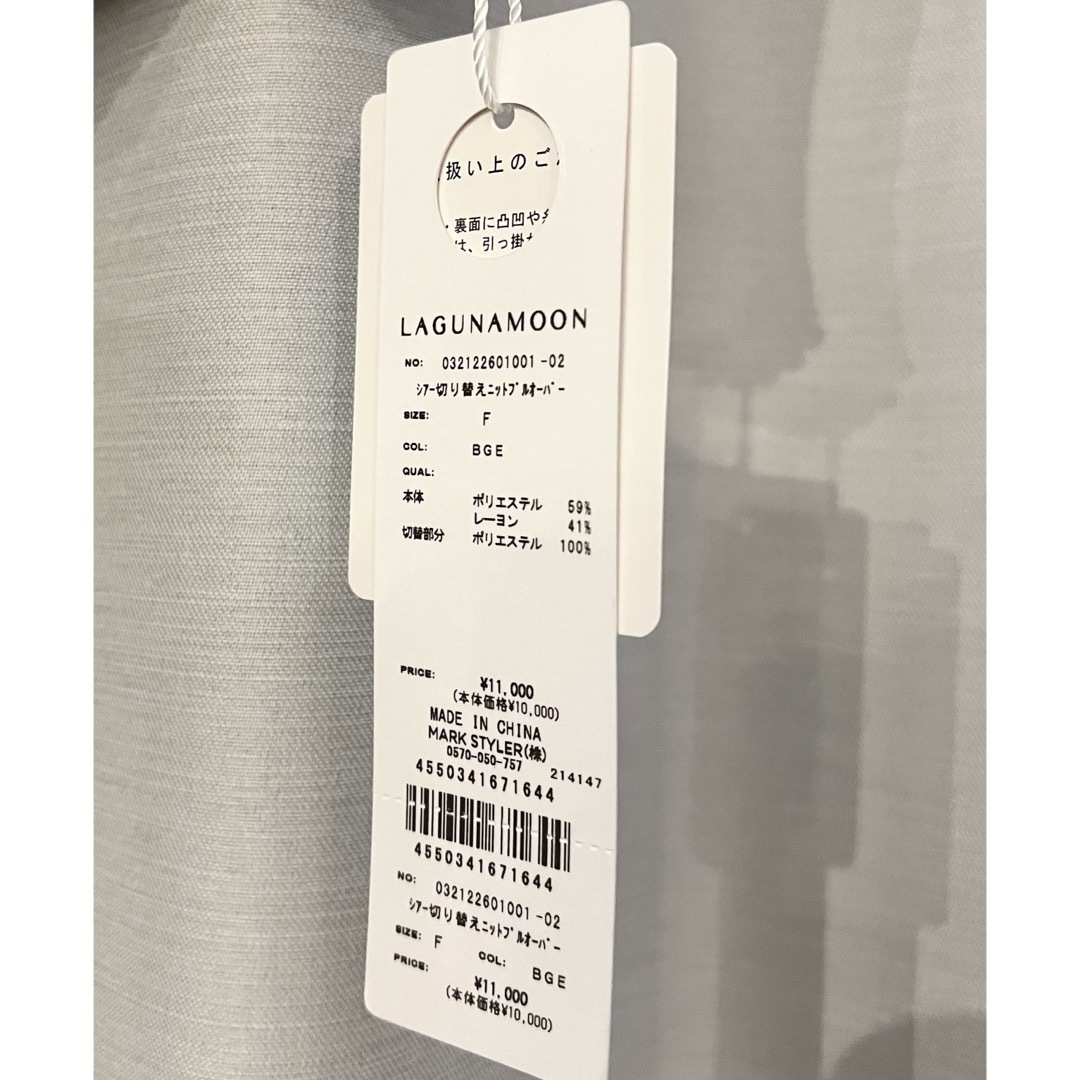 扱い上のご
・裏面に凸凹や
は、引っ掛
LAGUNAMOON
NO: 032122601001-02
ｼｱｰ切り替えﾆｯﾄﾌﾟﾙｵｰﾊﾞｰ
SIZE: F
COL: BGE
QUAL:
本体 ポリエステル 59%
レーヨン 41%
切替部分 ポリエステル 100%
PRICE: ¥11,000
(本体価格¥10,000)
MADE IN CHINA
MARK STYLER(株)
0570-050-757 214147
4550341671644
4550341671644
NO: 032122601001-02
ｼｱｰ切り替えﾆｯﾄﾌﾟﾙｵｰﾊﾞｰ
SIZE: F COL: BGE
PRICE: ¥11,000
(本体価格¥10,000)